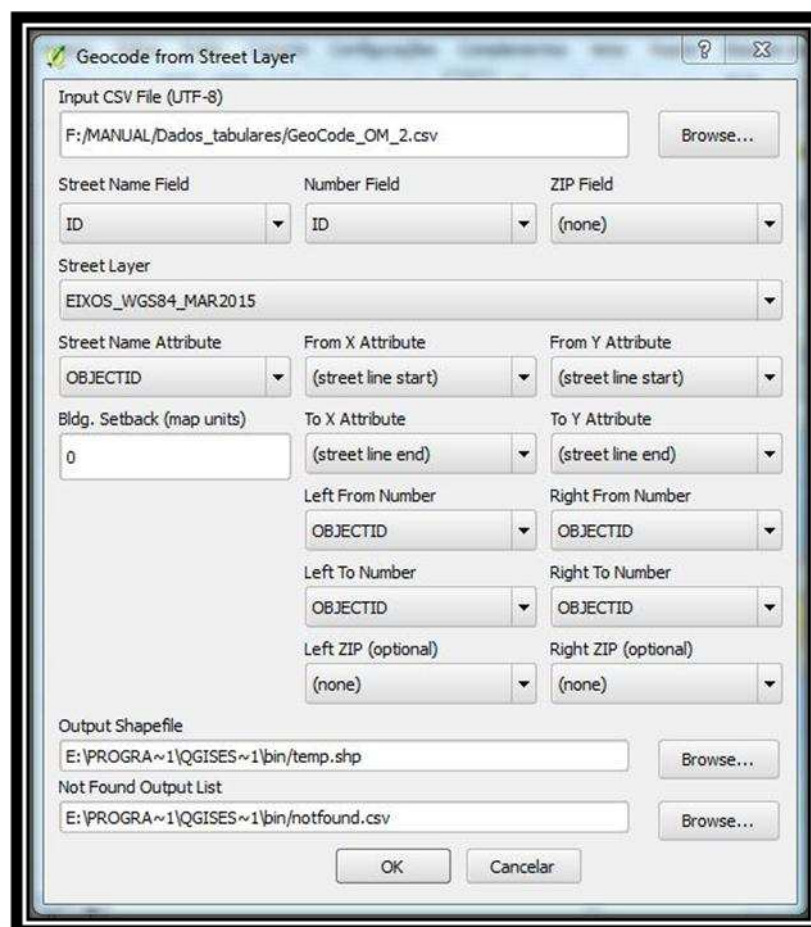 Geocode from Street Layer
Input CSV File (UTF-8)
F:/MANUAL/Dados_tabulares/GeoCode_OM_2.csv Browse...
Street Name Field Number Field ZIP Field
ID ID (none)
Street Layer
EIXOS_WGS84_MAR2015
Street Name Attribute From X Attribute From Y Attribute
OBJECTID (street line start) (street line start)
Bldg. Setback (map units) To X Attribute To Y Attribute
0 (street line end) (street line end)
Left From Number Right From Number
OBJECTID OBJECTID
Left To Number Right To Number
OBJECTID OBJECTID
Left ZIP (optional) Right ZIP (optional)
(none) (none)
Output Shapefile
E:\PROGRA~1\QGISES~1\bin/temp.shp Browse...
Not Found Output List
E:\PROGRA~1\QGISES~1\bin/notfound.csv Browse...
OK Cancelar